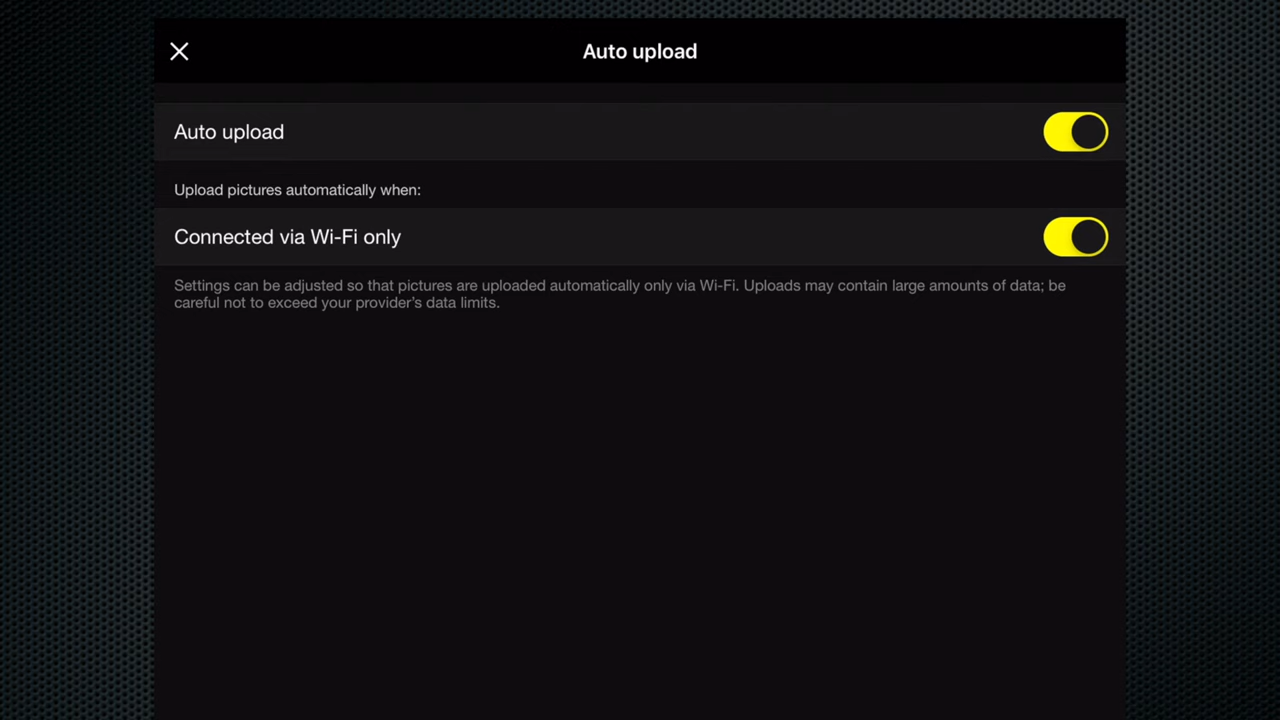 Auto upload
Auto upload
Upload pictures automatically when:
Connected via Wi-Fi only
Settings can be adjusted so that pictures are uploaded automatically only via Wi-Fi. Uploads may contain large amounts of data; be
careful not to exceed your provider's data limits.